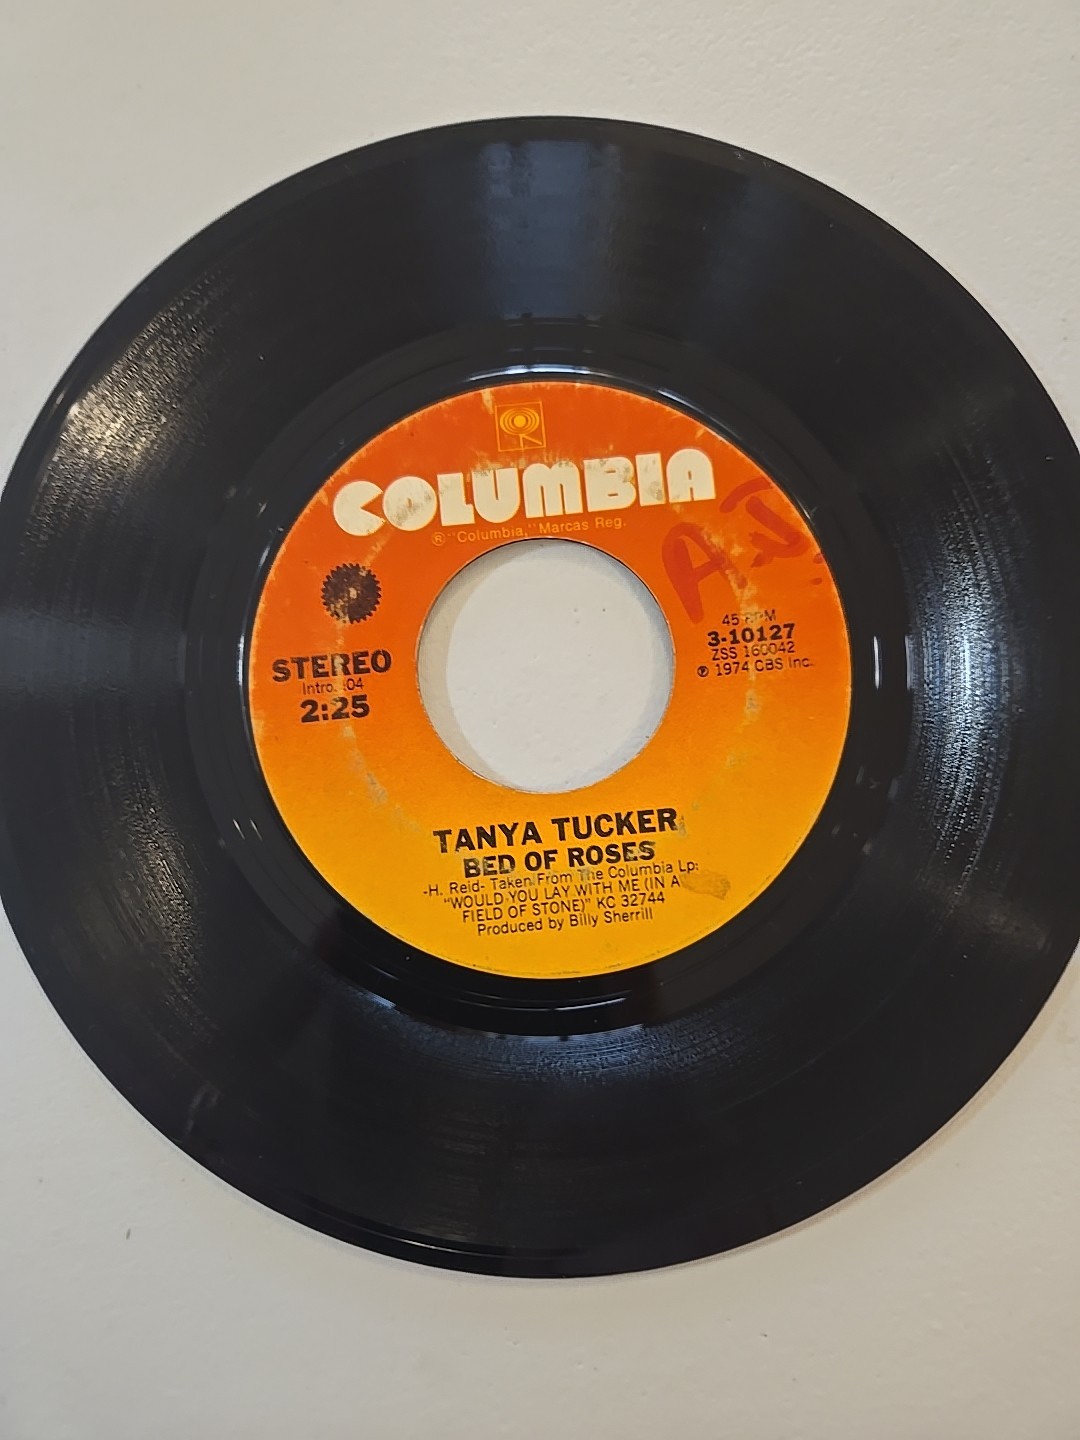 COLUMBIA
® "Columbia," Marcas Reg.
A.J.
45 RPM
3-10127
ZSS 160042
℗ 1974 CBS Inc.
STEREO
Intro. :04
2:25
TANYA TUCKER
BED OF ROSES
-H. Reid- Taken From The Columbia Lp:
"WOULD YOU LAY WITH ME (IN A
FIELD OF STONE)" KC 32744
Produced by Billy Sherrill